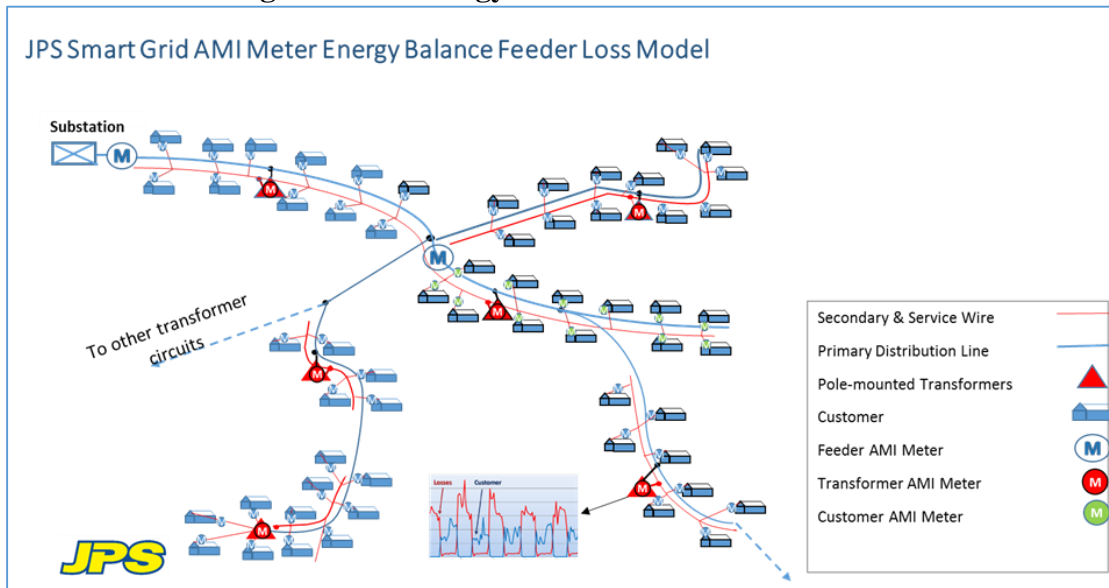 JPS Smart Grid AMI Meter Energy Balance Feeder Loss Model
Substation
M
M
M
M
M
To other transformer
circuits
M
M
M
Losses
Customer
Secondary & Service Wire
Primary Distribution Line
Pole-mounted Transformers
Customer
Feeder AMI Meter
M
Transformer AMI Meter
M
Customer AMI Meter
M
JPS